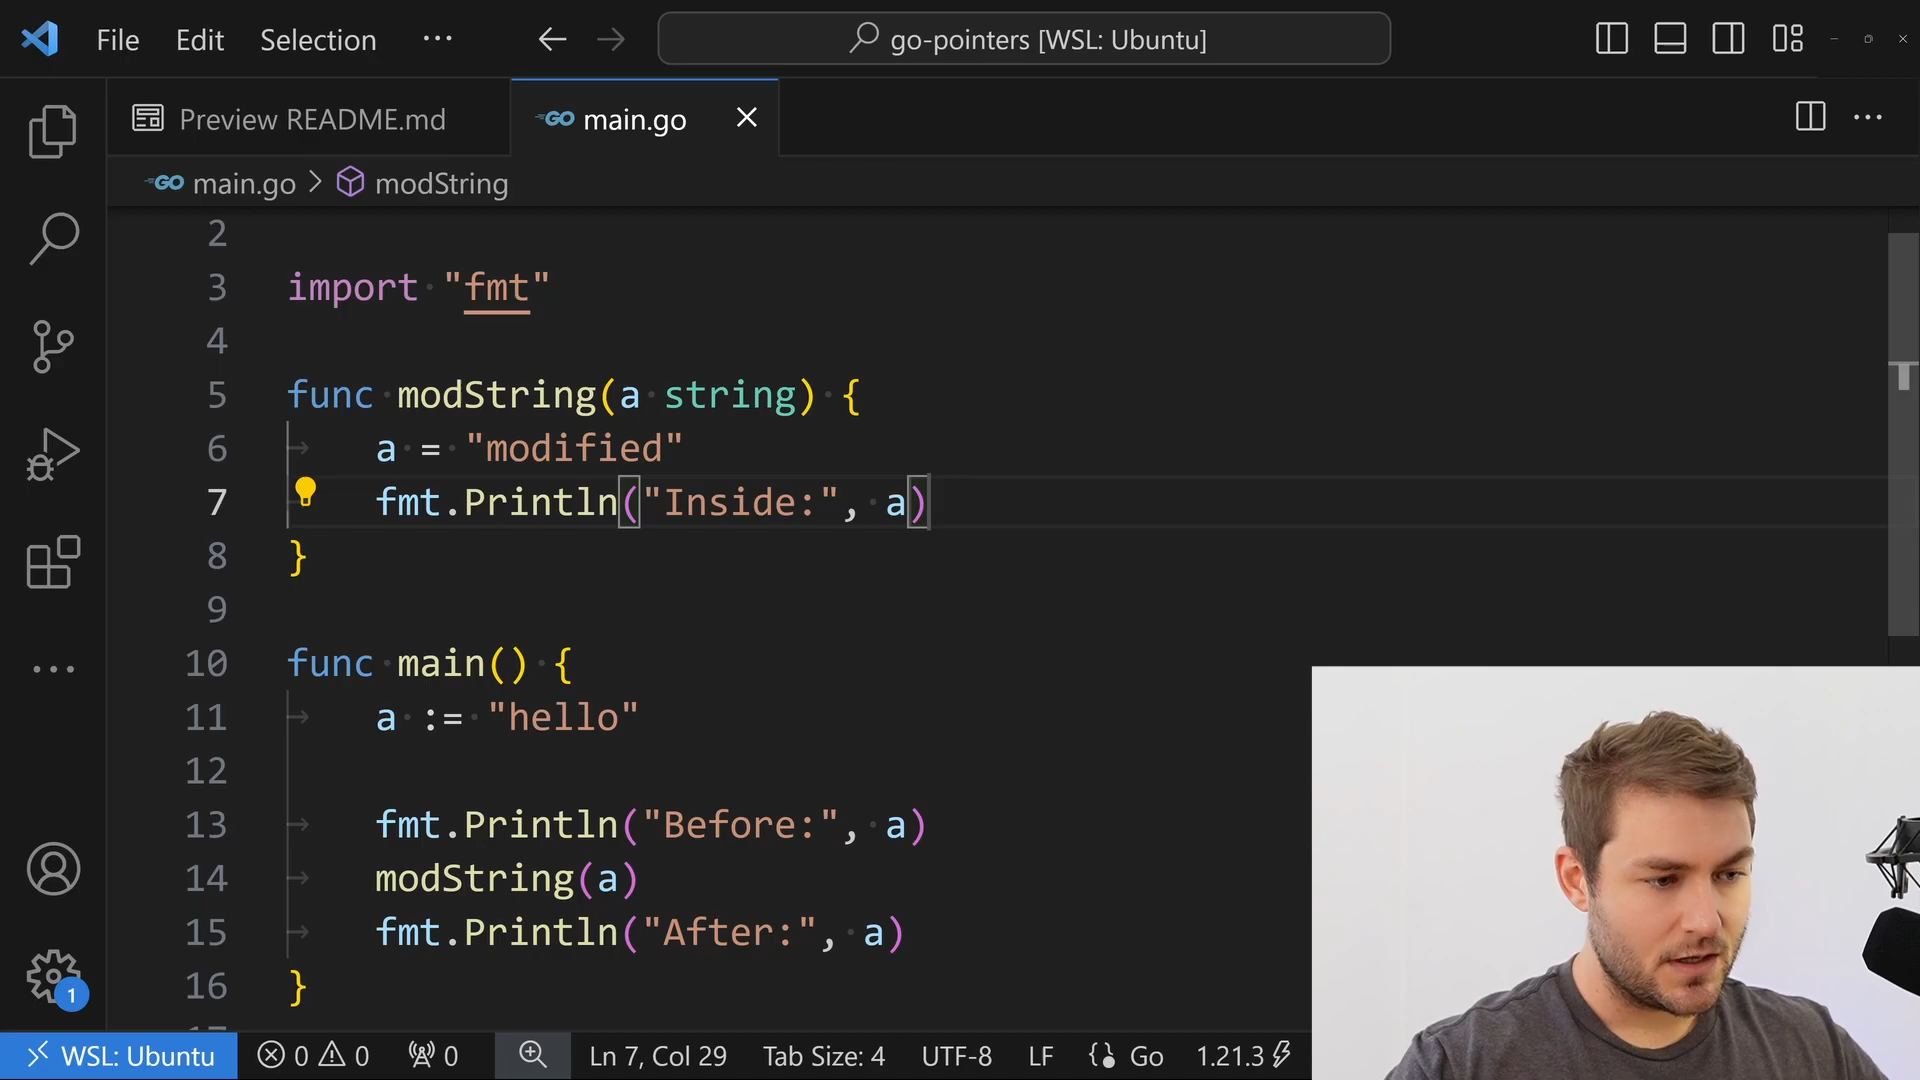 File Edit Selection ··· go-pointers [WSL: Ubuntu]
Preview README.md GO main.go
GO main.go > modString
2
3 import "fmt"
4
5 func modString(a string) {
6 a = "modified"
7 fmt.Println("Inside:", a)
8 }
9
10 func main() {
11 a := "hello"
12
13 fmt.Println("Before:", a)
14 modString(a)
15 fmt.Println("After:", a)
16 }
1
WSL: Ubuntu 0 0 0 Ln 7, Col 29 Tab Size: 4 UTF-8 LF Go 1.21.3